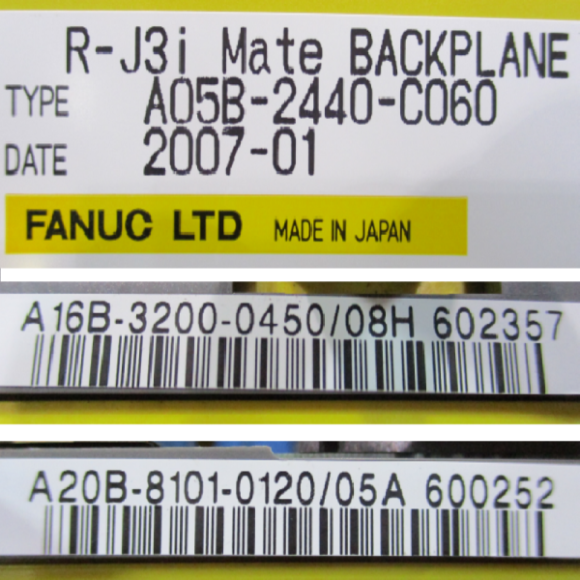 R-J3i Mate BACKPLANE
TYPE A05B-2440-C060
DATE 2007-01
FANUC LTD MADE IN JAPAN
A16B-3200-0450/08H 602357
A20B-8101-0120/05A 600252